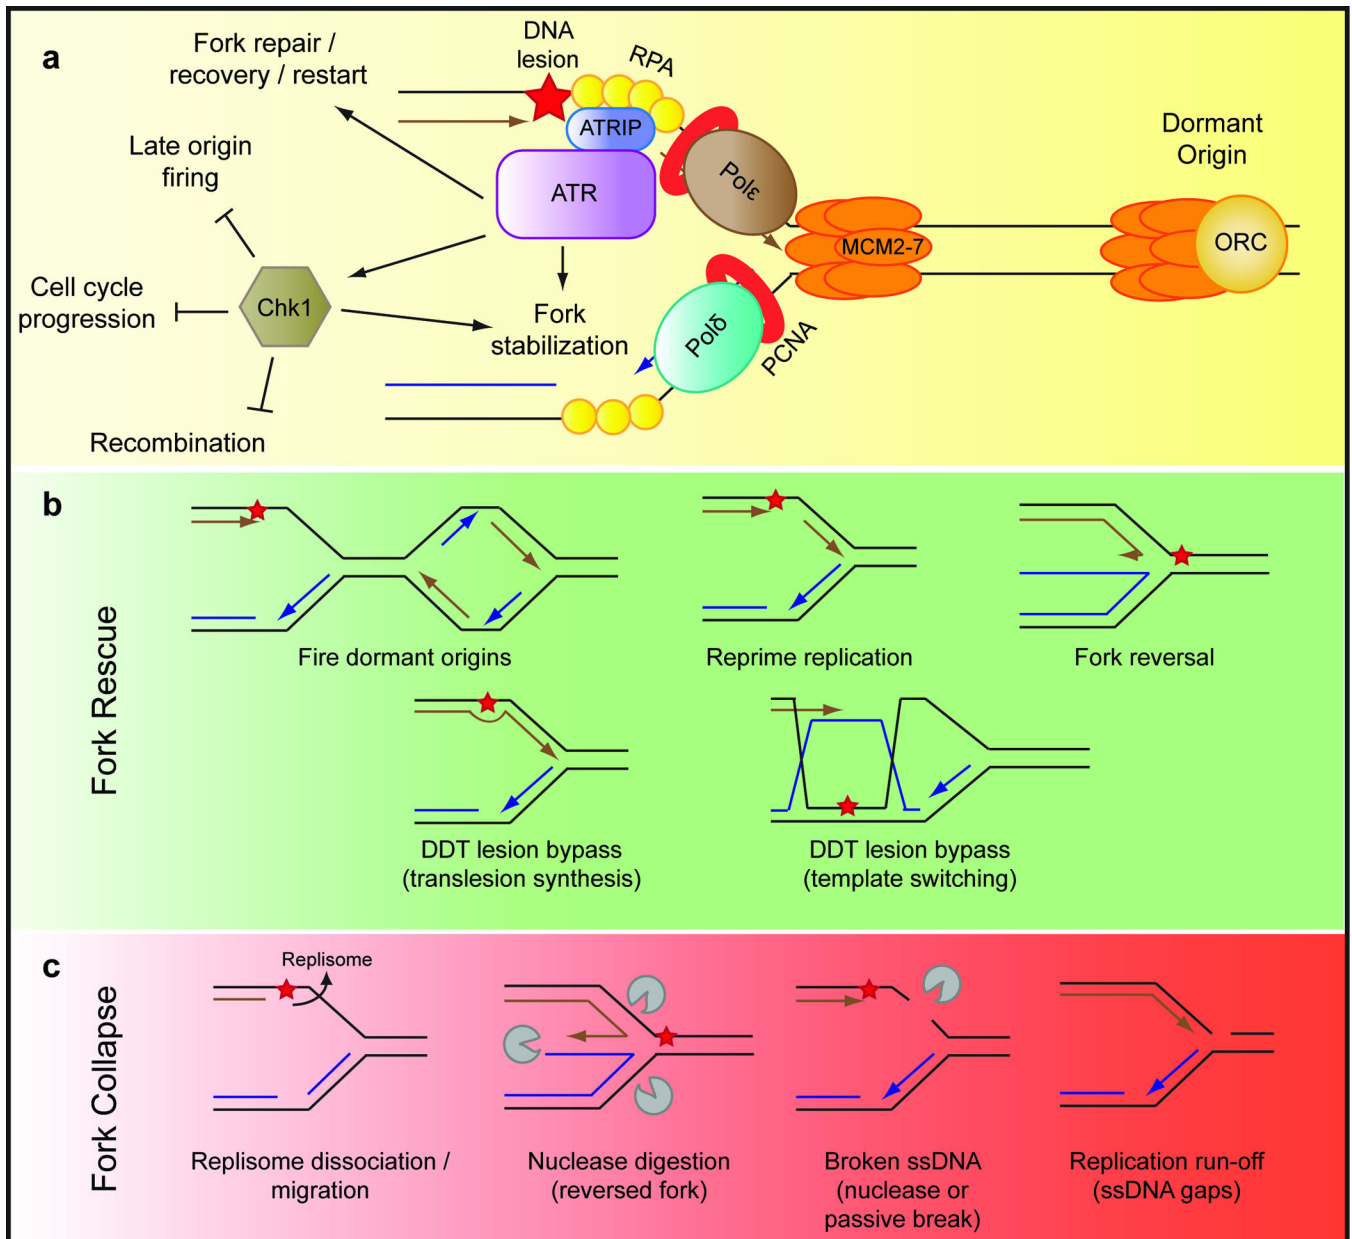 a
Fork repair /
recovery / restart
DNA
lesion
RPA
Late origin
firing
ATRIP
ATR
Polε
Dormant
Origin
MCM2-7
ORC
Cell cycle
progression
Chk1
Fork
stabilization
Polδ
PCNA
Recombination
b
Fork Rescue
Fire dormant origins
Reprime replication
Fork reversal
DDT lesion bypass
(translesion synthesis)
DDT lesion bypass
(template switching)
c
Fork Collapse
Replisome
Replisome dissociation /
migration
Nuclease digestion
(reversed fork)
Broken ssDNA
(nuclease or
passive break)
Replication run-off
(ssDNA gaps)